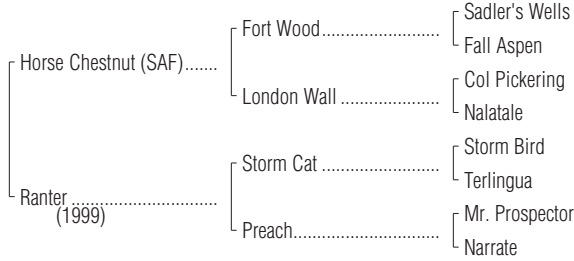 Sadler's Wells
Fort Wood
Fall Aspen
Horse Chestnut (SAF)
Col Pickering
London Wall
Nalatale
Storm Bird
Storm Cat
Terlingua
Ranter
(1999)
Mr. Prospector
Preach
Narrate